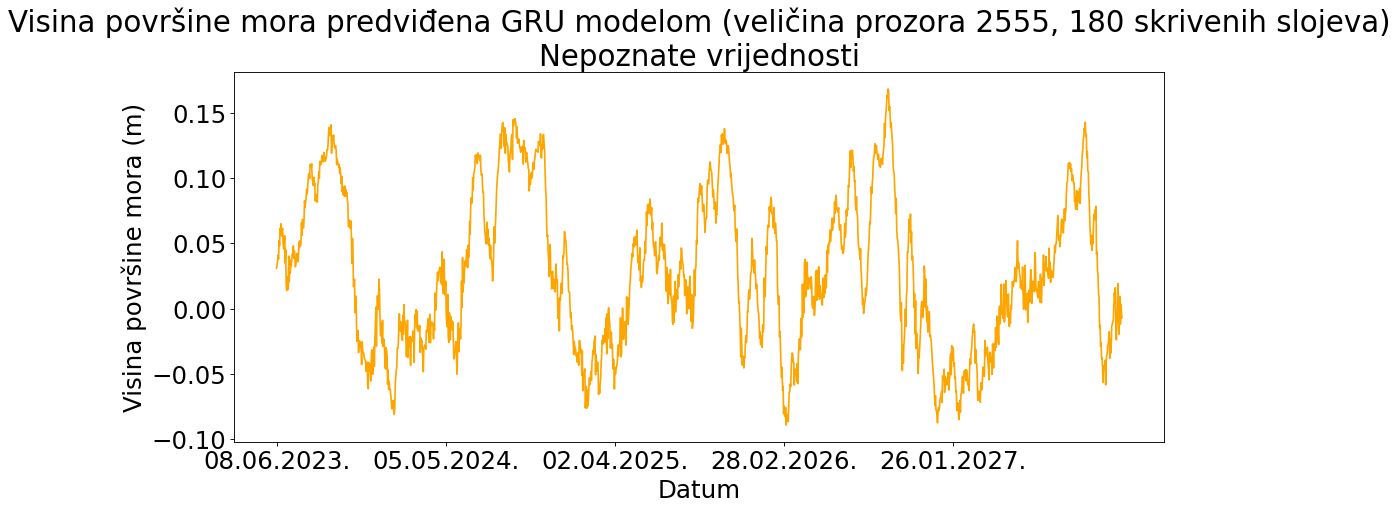 Visina površine mora predviđena GRU modelom (veličina prozora 2555, 180 skrivenih slojeva)
Nepoznate vrijednosti
Visina površine mora (m)
0.15
0.10
0.05
0.00
−0.05
−0.10
08.06.2023. 05.05.2024. 02.04.2025. 28.02.2026. 26.01.2027.
Datum